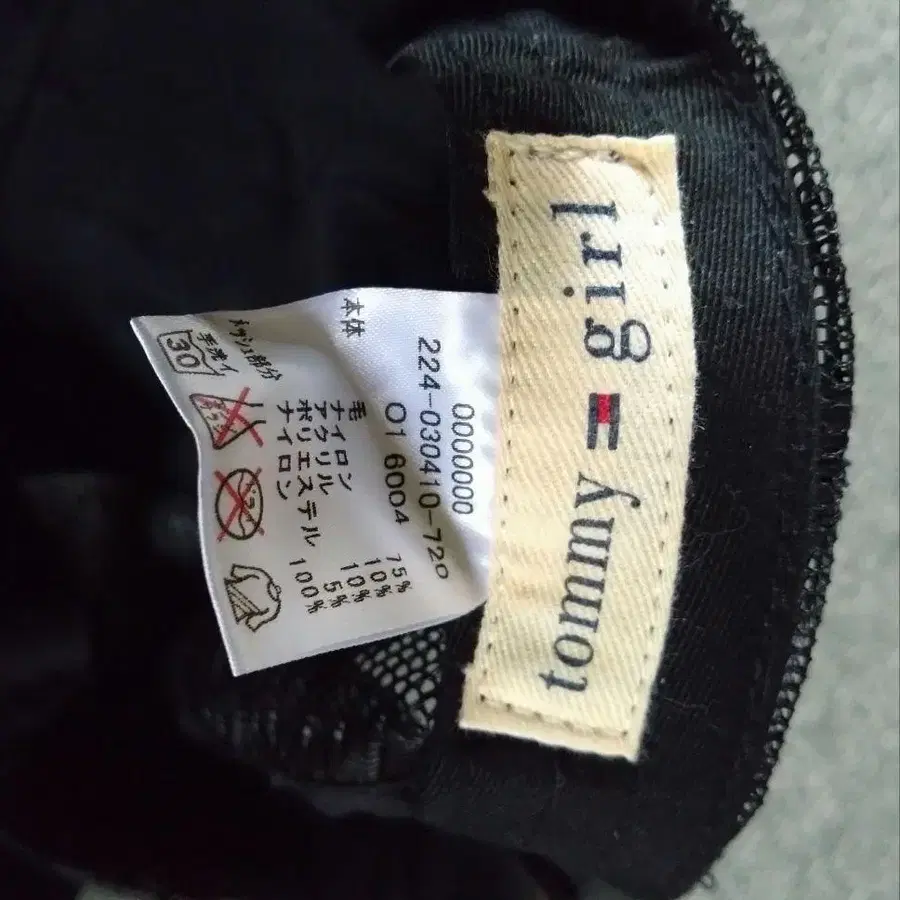 tommy girl
0000000
224-030410-720
O1 6004
本体 毛 75%
ナイロン 10%
アクリル 10%
ポリエステル 5%
メッシュ部分 ナイロン 100%
手洗イ
30